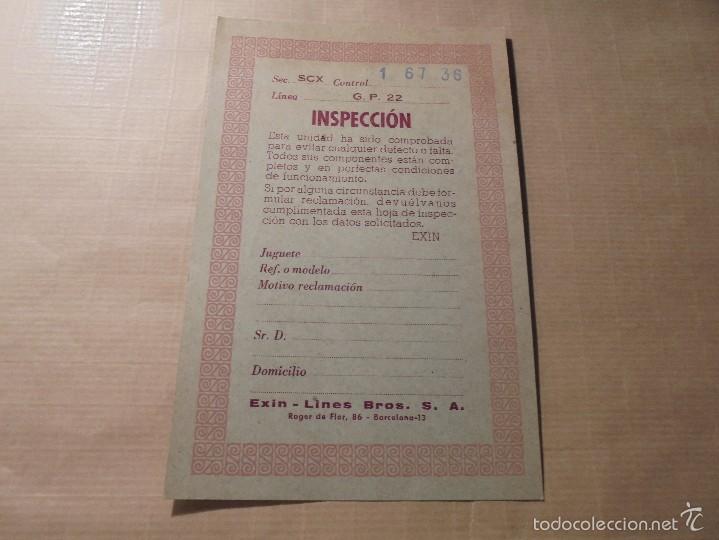 Sec. SCX Control 1 67 36
Línea G. P. 22
INSPECCIÓN
Esta unidad ha sido comprobada
para evitar cualquier defecto o falta.
Todos sus componentes están com-
pletos y en perfectas condiciones
de funcionamiento.
Si por alguna circunstancia debe for-
mular reclamación, devuélvanos
cumplimentada esta hoja de inspec-
ción con los datos solicitados.
EXIN
Juguete
Ref. o modelo
Motivo reclamación
Sr. D.
Domicilio
Exin - Lines Bros. S. A.
Roger de Flor, 86 - Barcelona-13
todocoleccion.net